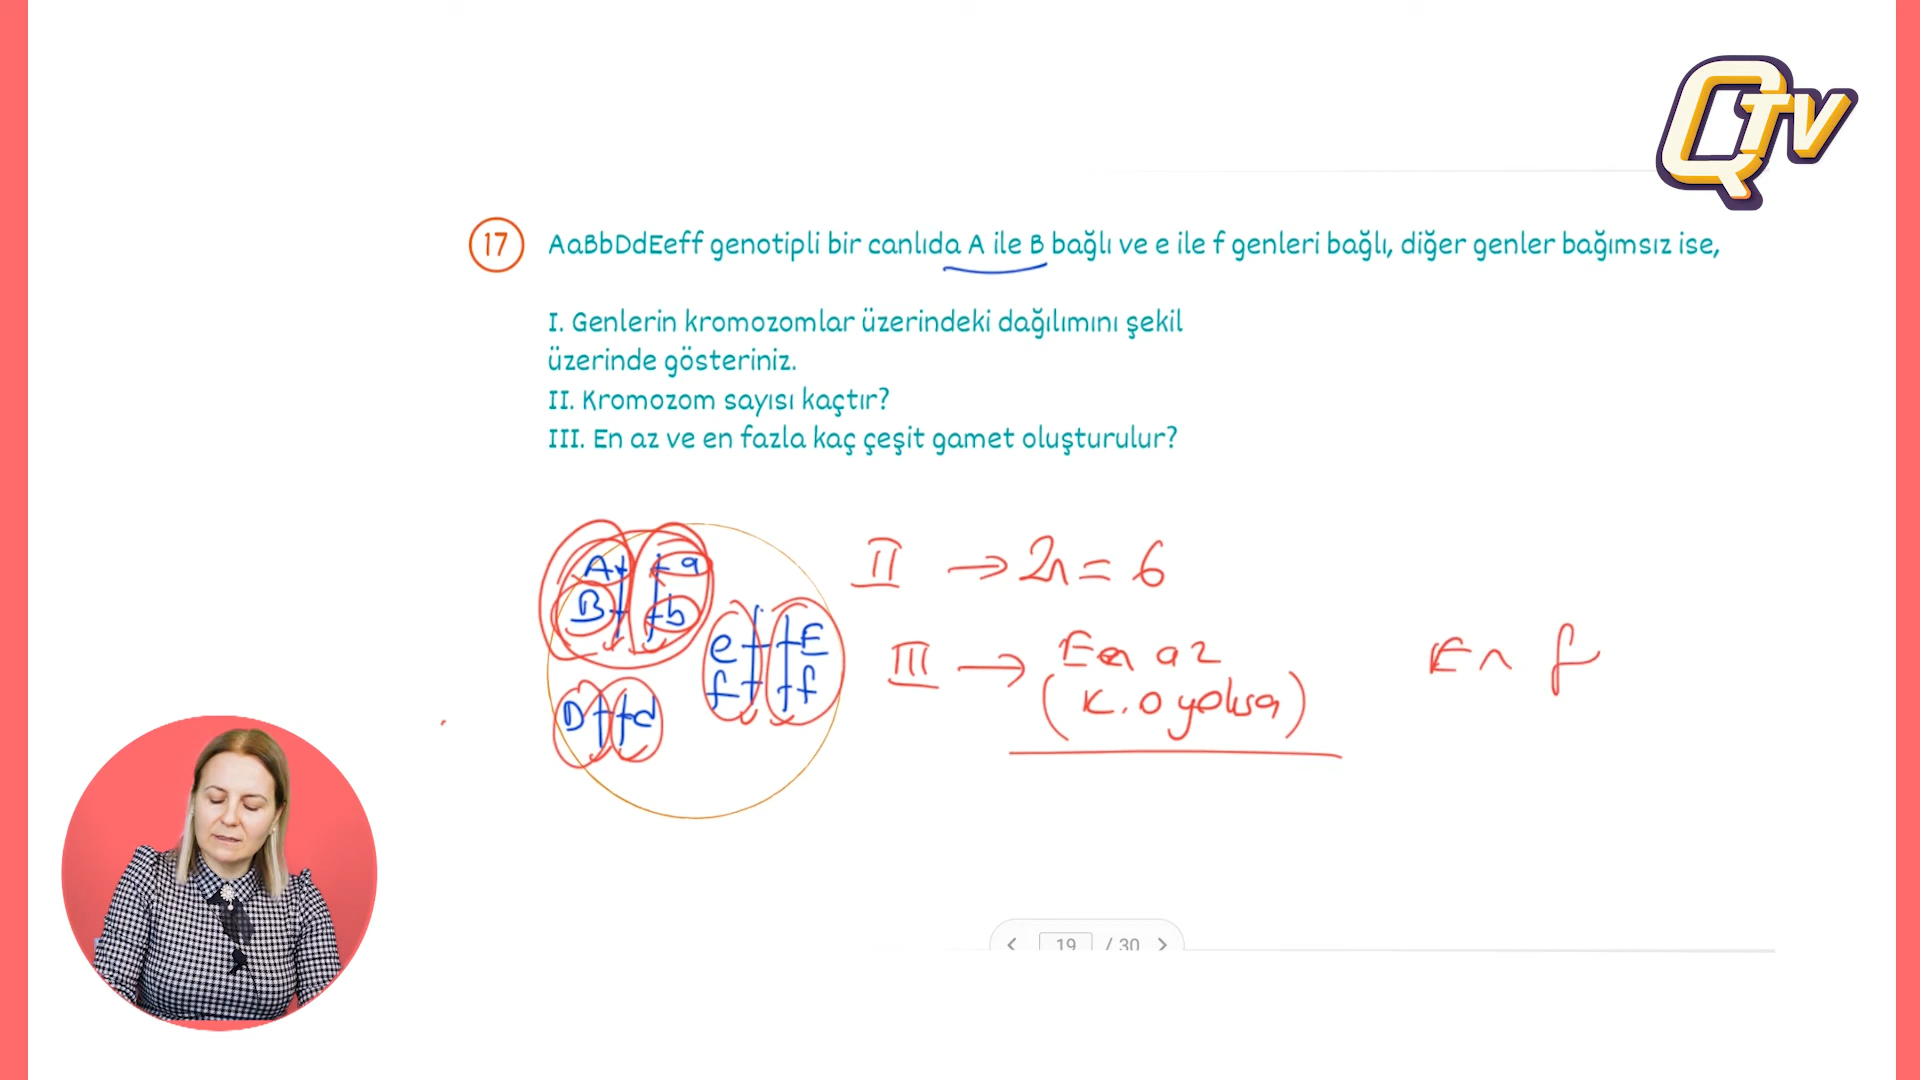 QTV
17 AaBbDdEeff genotipli bir canlıda A ile B bağlı ve e ile f genleri bağlı, diğer genler bağımsız ise,
I. Genlerin kromozomlar üzerindeki dağılımını şekil
üzerinde gösteriniz.
II. Kromozom sayısı kaçtır?
III. En az ve en fazla kaç çeşit gamet oluşturulur?
A a
B b
e E
f f
D d
II → 2n = 6
III → En az
(K.O yoksa)
En f
< 19 / 30 >